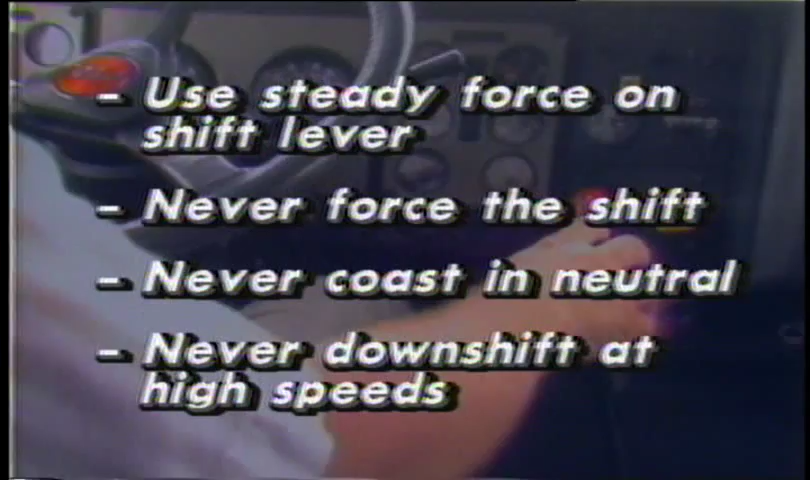 - Use steady force on
shift lever
- Never force the shift
- Never coast in neutral
- Never downshift at
high speeds